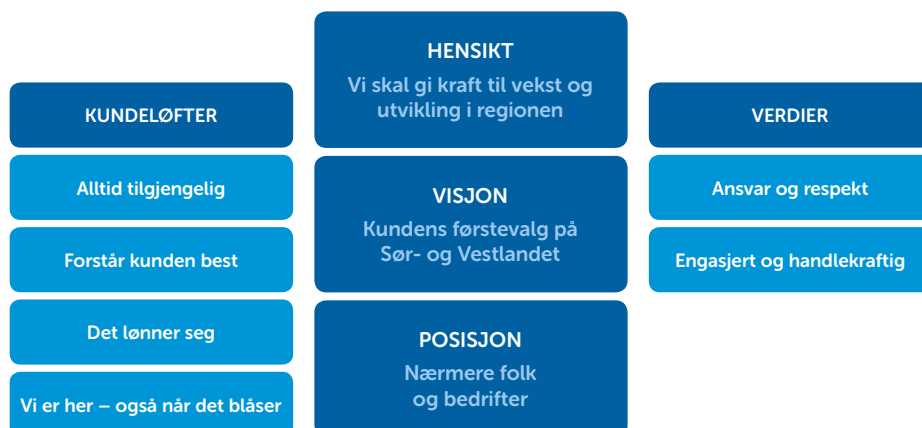 KUNDELØFTER
Alltid tilgjengelig
Forstår kunden best
Det lønner seg
Vi er her – også når det blåser
HENSIKT
Vi skal gi kraft til vekst og
utvikling i regionen
VISJON
Kundens førstevalg på
Sør- og Vestlandet
POSISJON
Nærmere folk
og bedrifter
VERDIER
Ansvar og respekt
Engasjert og handlekraftig